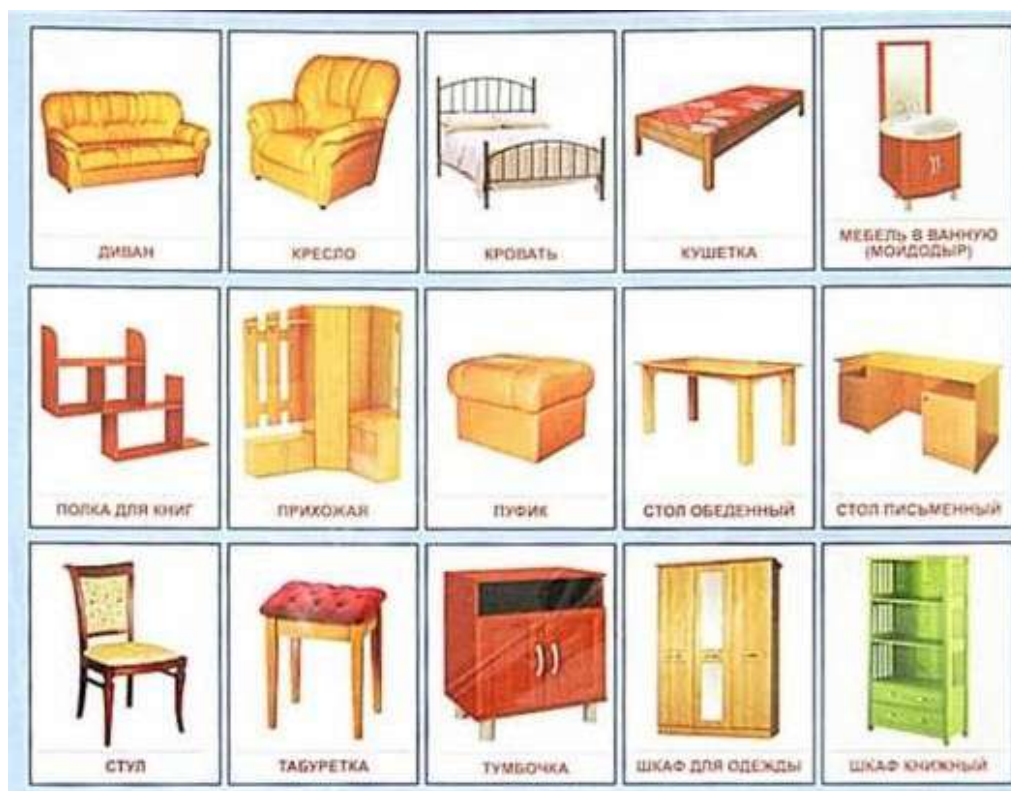 ДИВАН
КРЕСЛО
КРОВАТЬ
КУШЕТКА
МЕБЕЛЬ В ВАННУЮ
(МОЙДОДЫР)
ПОЛКА ДЛЯ КНИГ
ПРИХОЖАЯ
ПУФИК
СТОЛ ОБЕДЕННЫЙ
СТОЛ ПИСЬМЕННЫЙ
СТУЛ
ТАБУРЕТКА
ТУМБОЧКА
ШКАФ ДЛЯ ОДЕЖДЫ
ШКАФ КНИЖНЫЙ